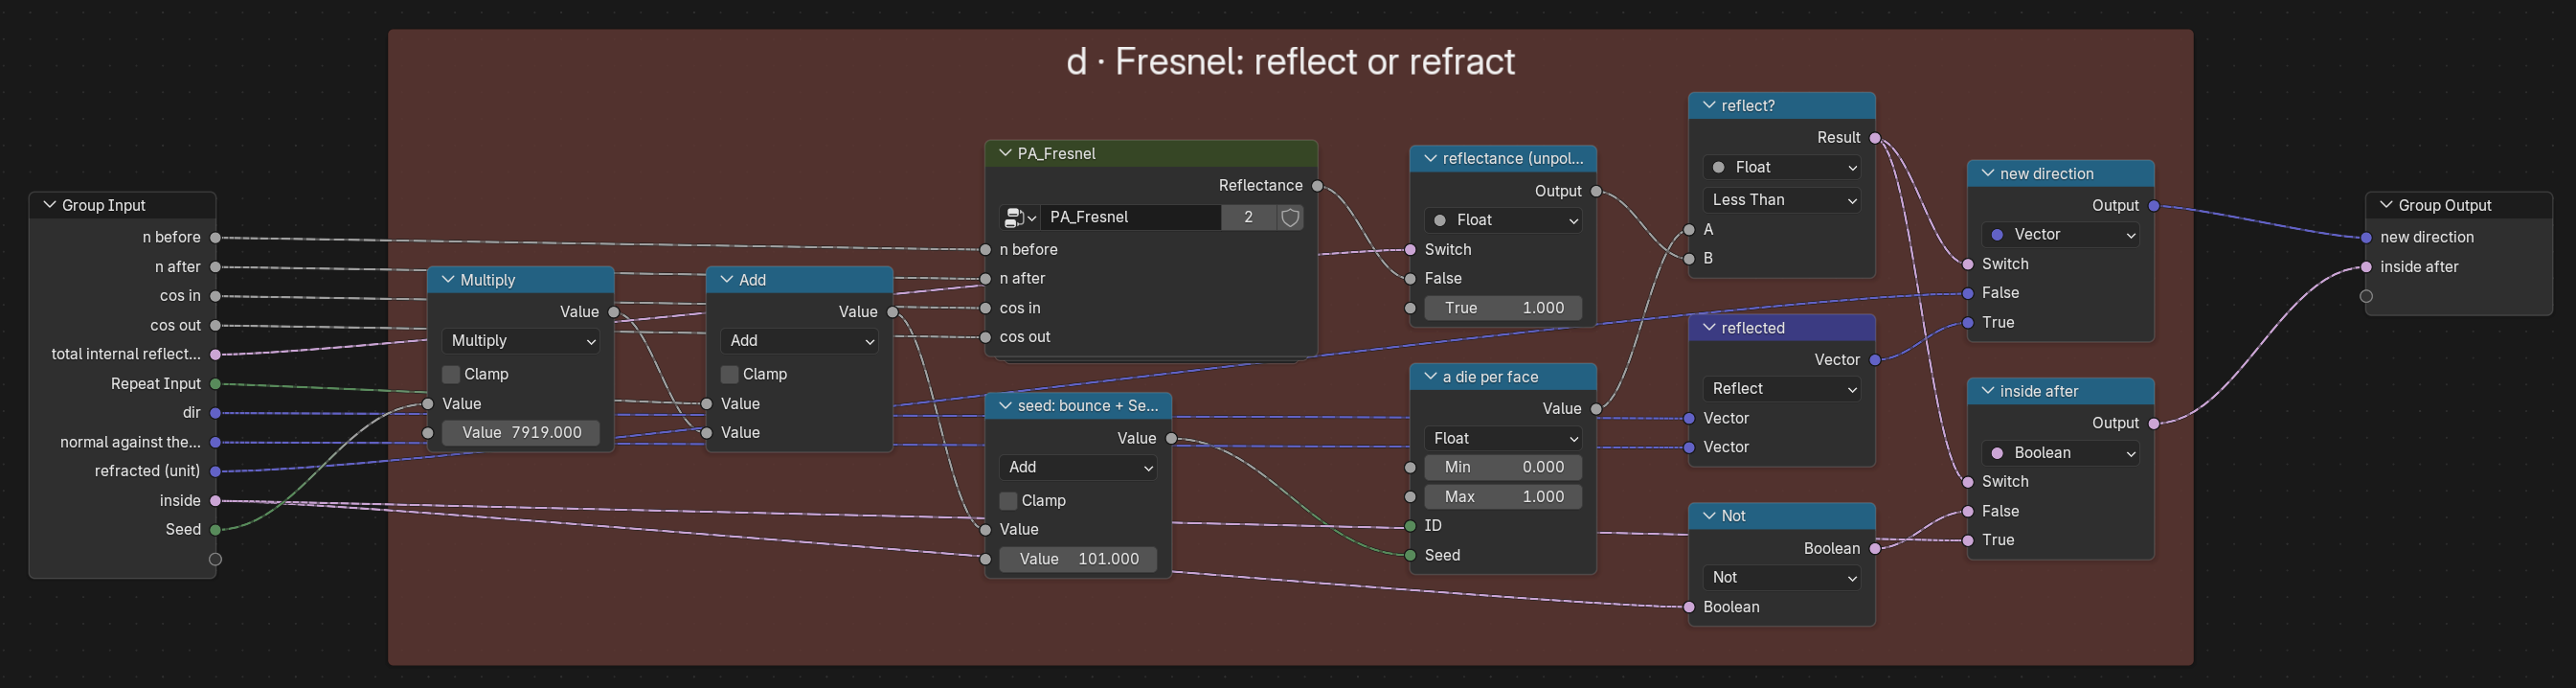 d · Fresnel: reflect or refract
Group Input
n before
n after
cos in
cos out
total internal reflect...
Repeat Input
dir
normal against the...
refracted (unit)
inside
Seed
Multiply
Value
Multiply
Clamp
Value
Value 7919.000
Add
Value
Add
Clamp
Value
Value
PA_Fresnel
Reflectance
PA_Fresnel 2
n before
n after
cos in
cos out
seed: bounce + Se...
Value
Add
Clamp
Value
Value 101.000
reflectance (unpol...
Output
Float
Switch
False
True 1.000
a die per face
Value
Float
Min 0.000
Max 1.000
ID
Seed
reflect?
Result
Float
Less Than
A
B
reflected
Vector
Reflect
Vector
Vector
Not
Boolean
Not
Boolean
new direction
Output
Vector
Switch
False
True
inside after
Output
Boolean
Switch
False
True
Group Output
new direction
inside after